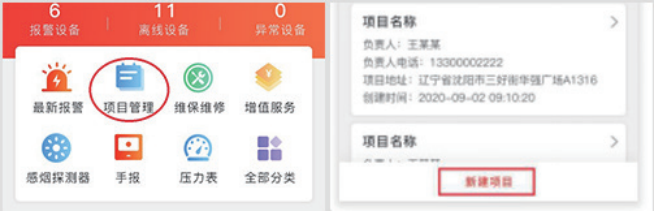 6 11 0
报警设备 离线设备 异常设备
最新报警 项目管理 维保维修 增值服务
感烟探测器 手报 压力表 全部分类
项目名称
负责人：王某某
负责人电话：13300002222
项目地址：辽宁省沈阳市三好街华强广场A1316
创建时间：2020-09-02 09:10:20
项目名称
新建项目